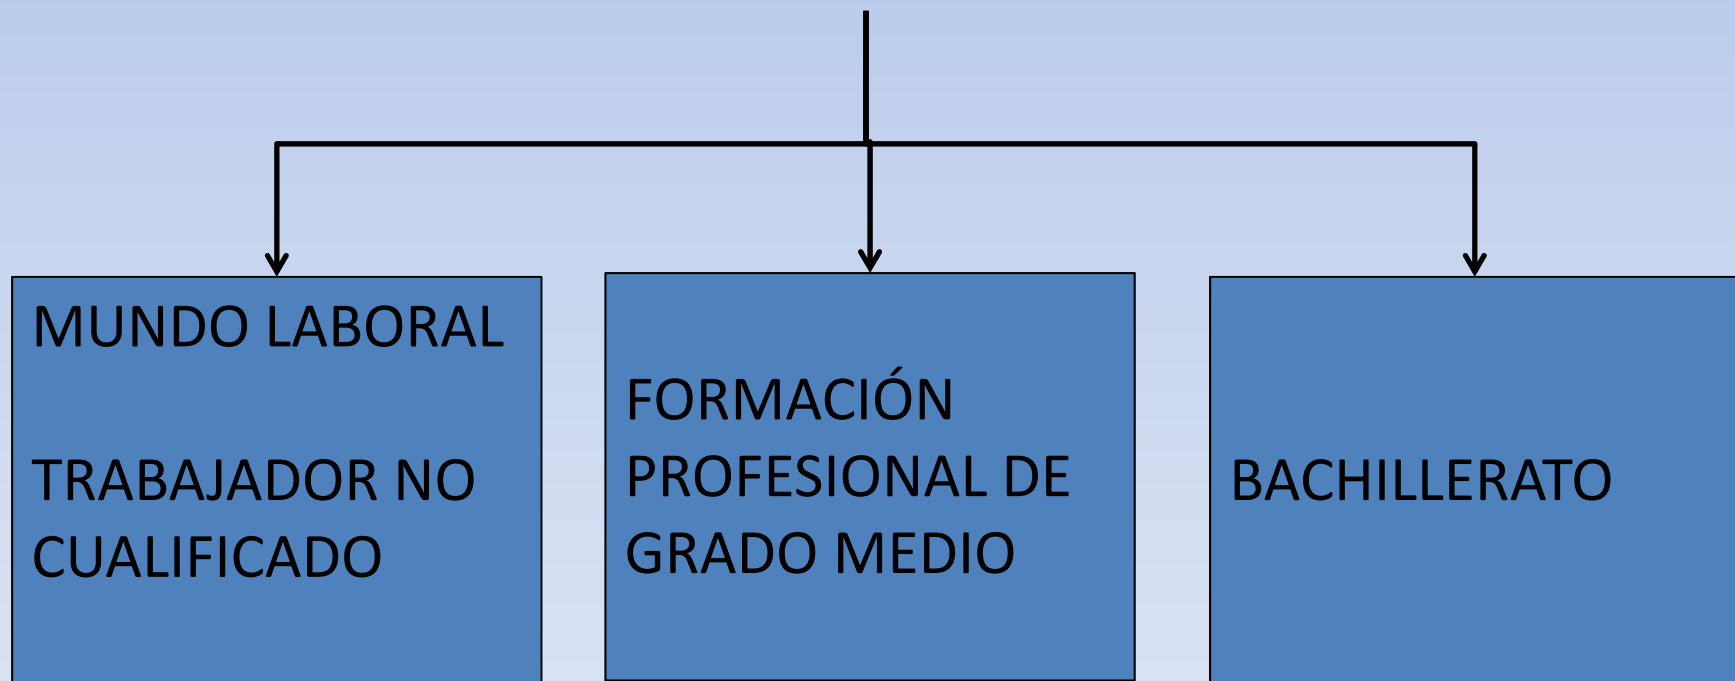 MUNDO LABORAL
TRABAJADOR NO
CUALIFICADO
FORMACIÓN
PROFESIONAL DE
GRADO MEDIO
BACHILLERATO